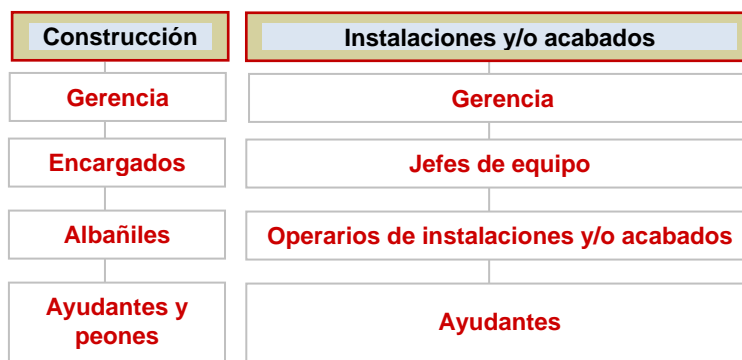 Construcción
Instalaciones y/o acabados
Gerencia
Gerencia
Encargados
Jefes de equipo
Albañiles
Operarios de instalaciones y/o acabados
Ayudantes y
peones
Ayudantes